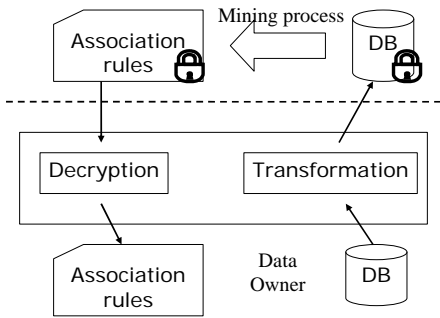 Mining process
Association
rules
DB
Decryption
Transformation
Association
rules
Data
Owner
DB